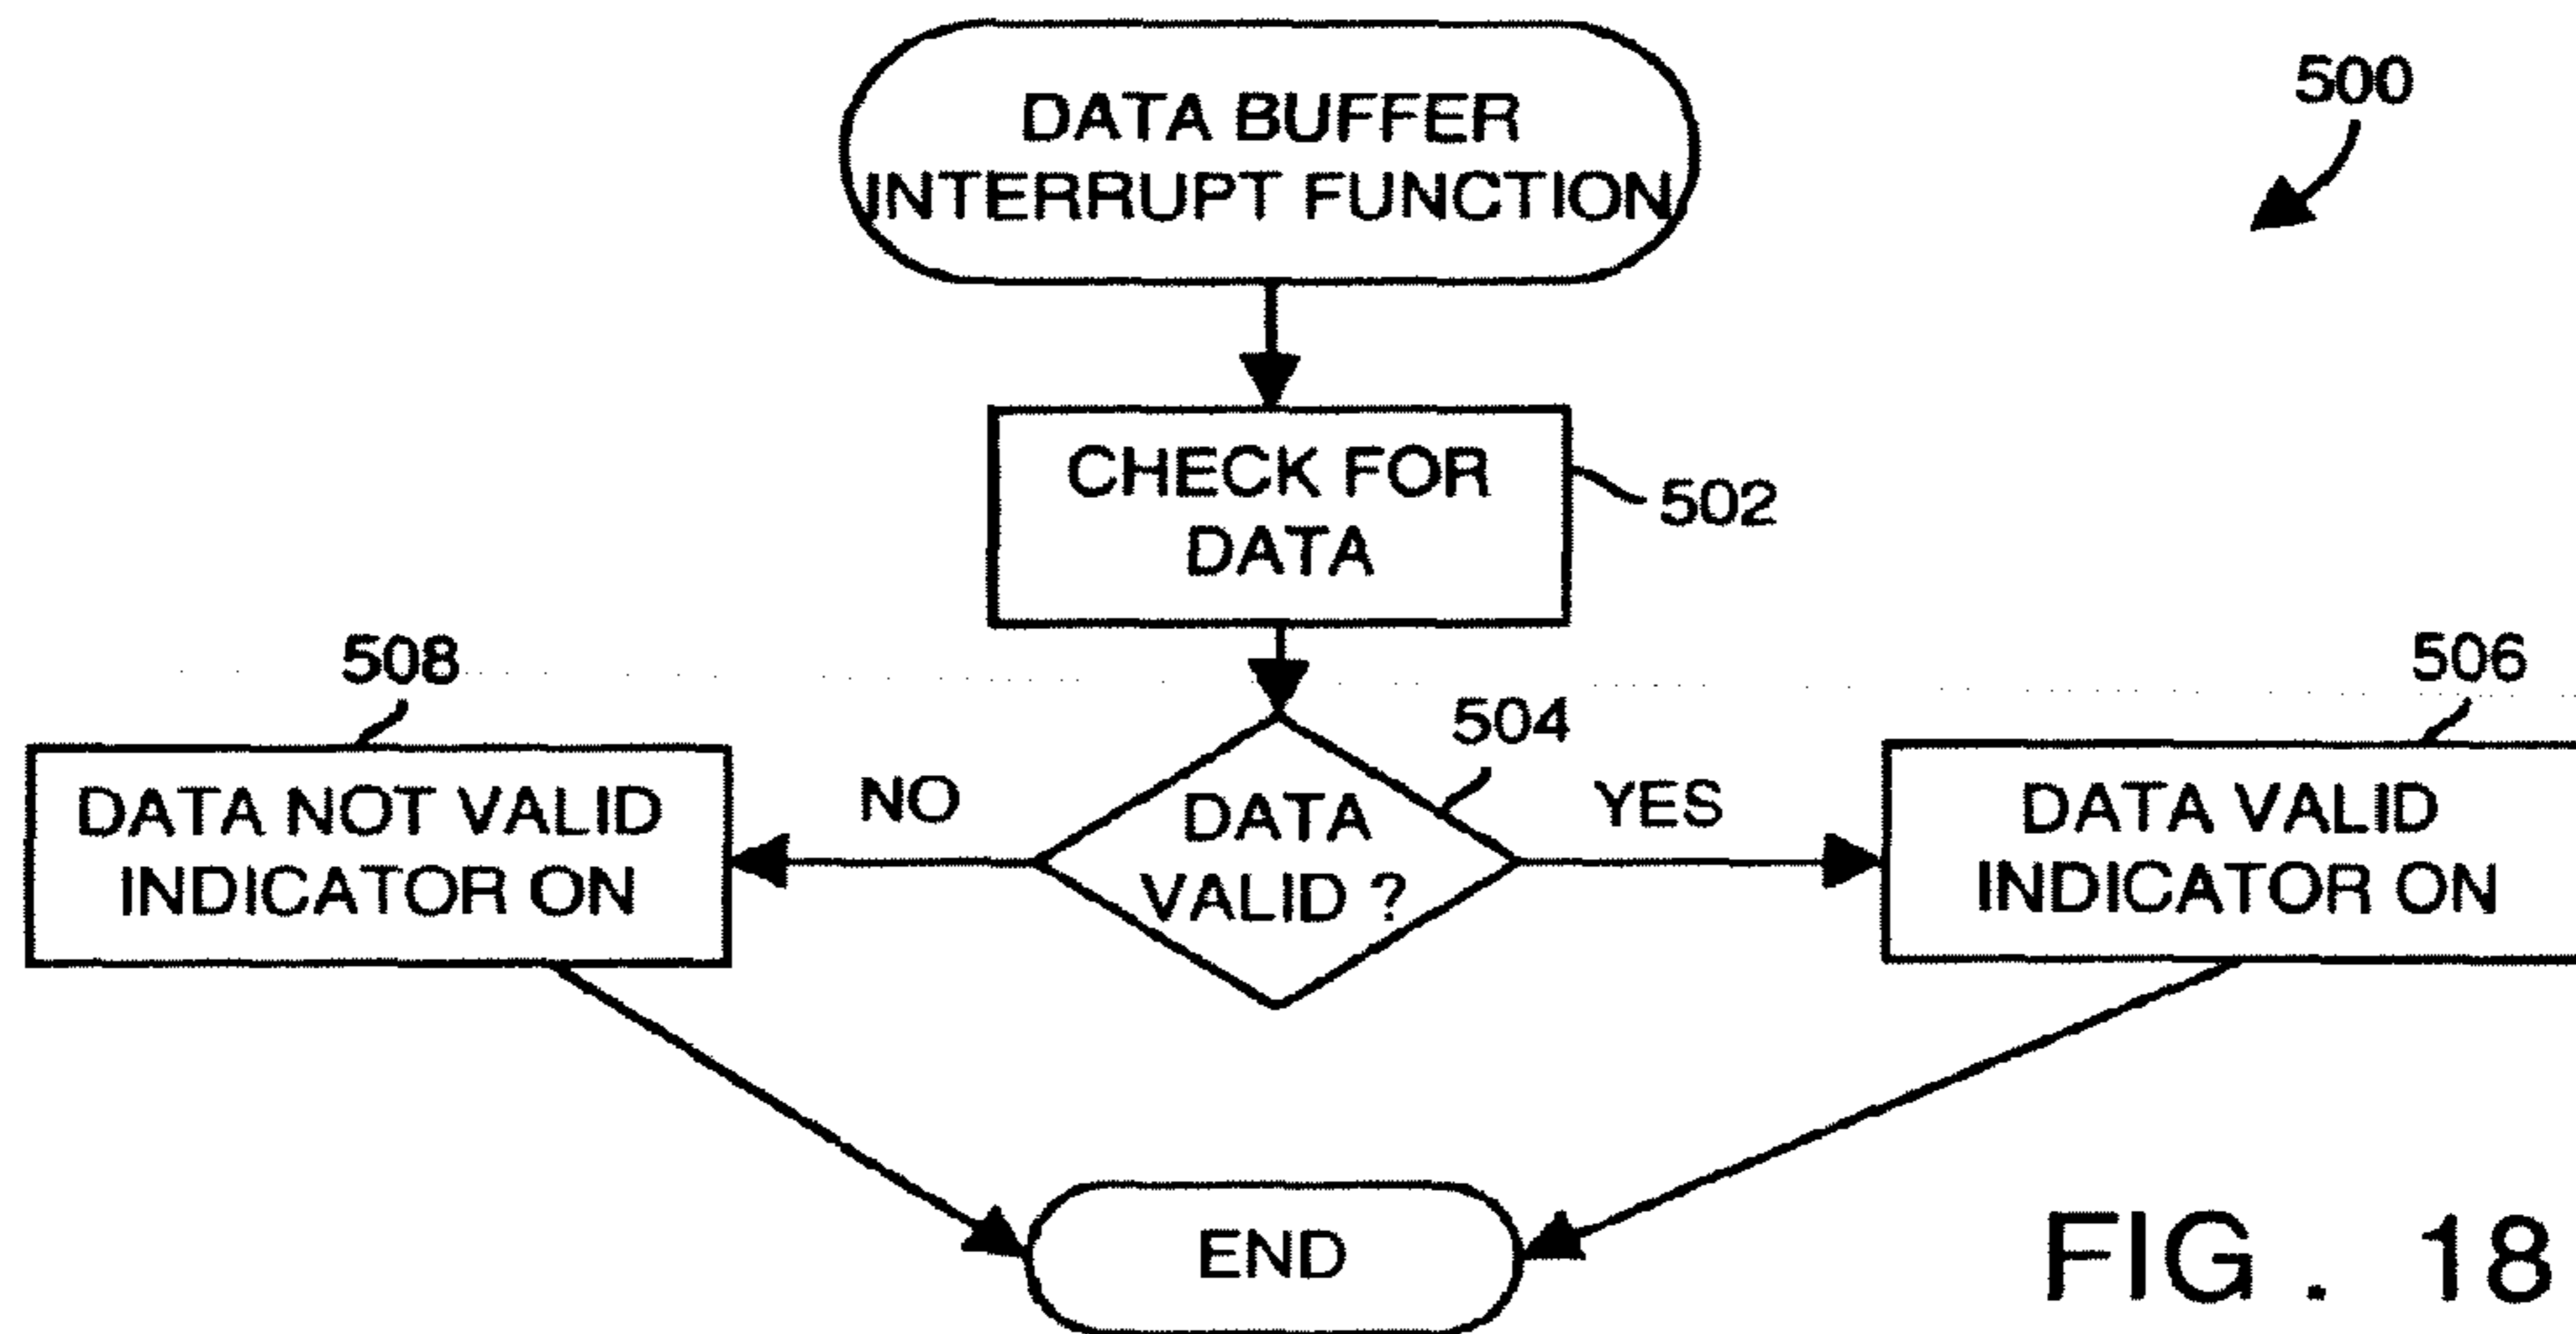 DATA BUFFER
INTERRUPT FUNCTION
500
CHECK FOR
DATA
502
508
506
504
DATA NOT VALID
INDICATOR ON
NO
DATA
VALID ?
YES
DATA VALID
INDICATOR ON
END
FIG . 18